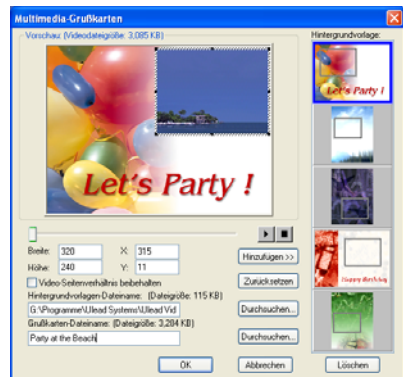 Multimedia-Grußkarten
Vorschau: (Videodateigröße: 3,085 KB)
Hintergrundvorlage:
Let's Party !
Let's Party !
Breite: 320 X: 315
Höhe: 240 Y: 11
Hinzufügen >>
Video-Seitenverhältnis beibehalten
Zurücksetzen
Hintergrundvorlagen-Dateiname: (Dateigröße: 115 KB)
G:\Programme\Ulead Systems\Ulead Vid
Durchsuchen...
Grußkarten-Dateiname: (Dateigröße: 3,284 KB)
Party at the Beach
Durchsuchen...
Happy Birthday
OK
Abbrechen
Löschen